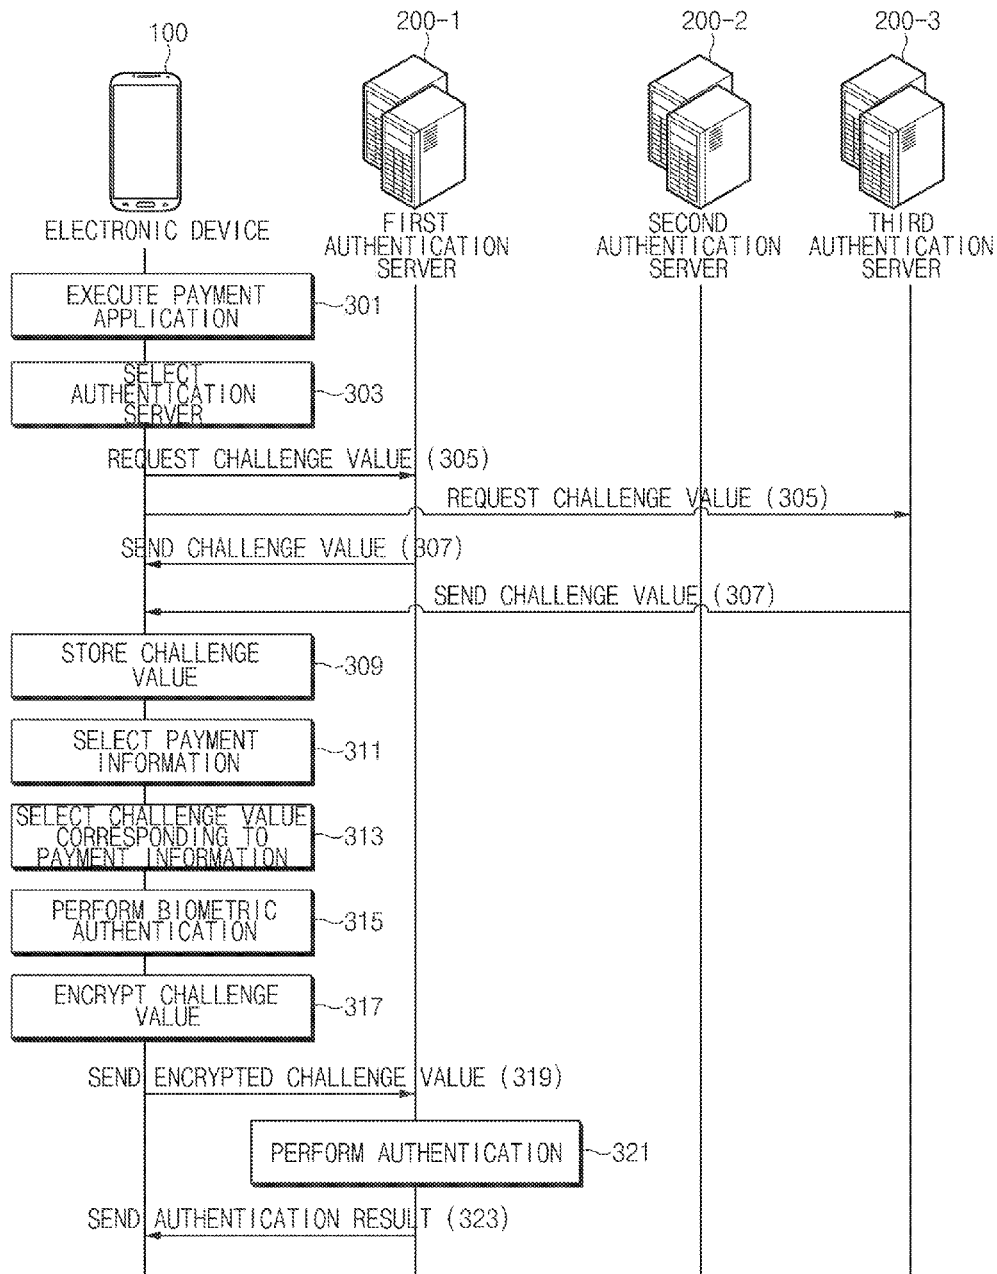 100
200-1
200-2
200-3
ELECTRONIC DEVICE
FIRST
AUTHENTICATION
SERVER
SECOND
AUTHENTICATION
SERVER
THIRD
AUTHENTICATION
SERVER
EXECUTE PAYMENT
APPLICATION
301
SELECT
AUTHENTICATION
SERVER
303
REQUEST CHALLENGE VALUE (305)
REQUEST CHALLENGE VALUE (305)
SEND CHALLENGE VALUE (307)
SEND CHALLENGE VALUE (307)
STORE CHALLENGE
VALUE
309
SELECT PAYMENT
INFORMATION
311
SELECT CHALLENGE VALUE
CORRESPONDING TO
PAYMENT INFORMATION
313
PERFORM BIOMETRIC
AUTHENTICATION
315
ENCRYPT CHALLENGE
VALUE
317
SEND ENCRYPTED CHALLENGE VALUE (319)
PERFORM AUTHENTICATION
321
SEND AUTHENTICATION RESULT (323)